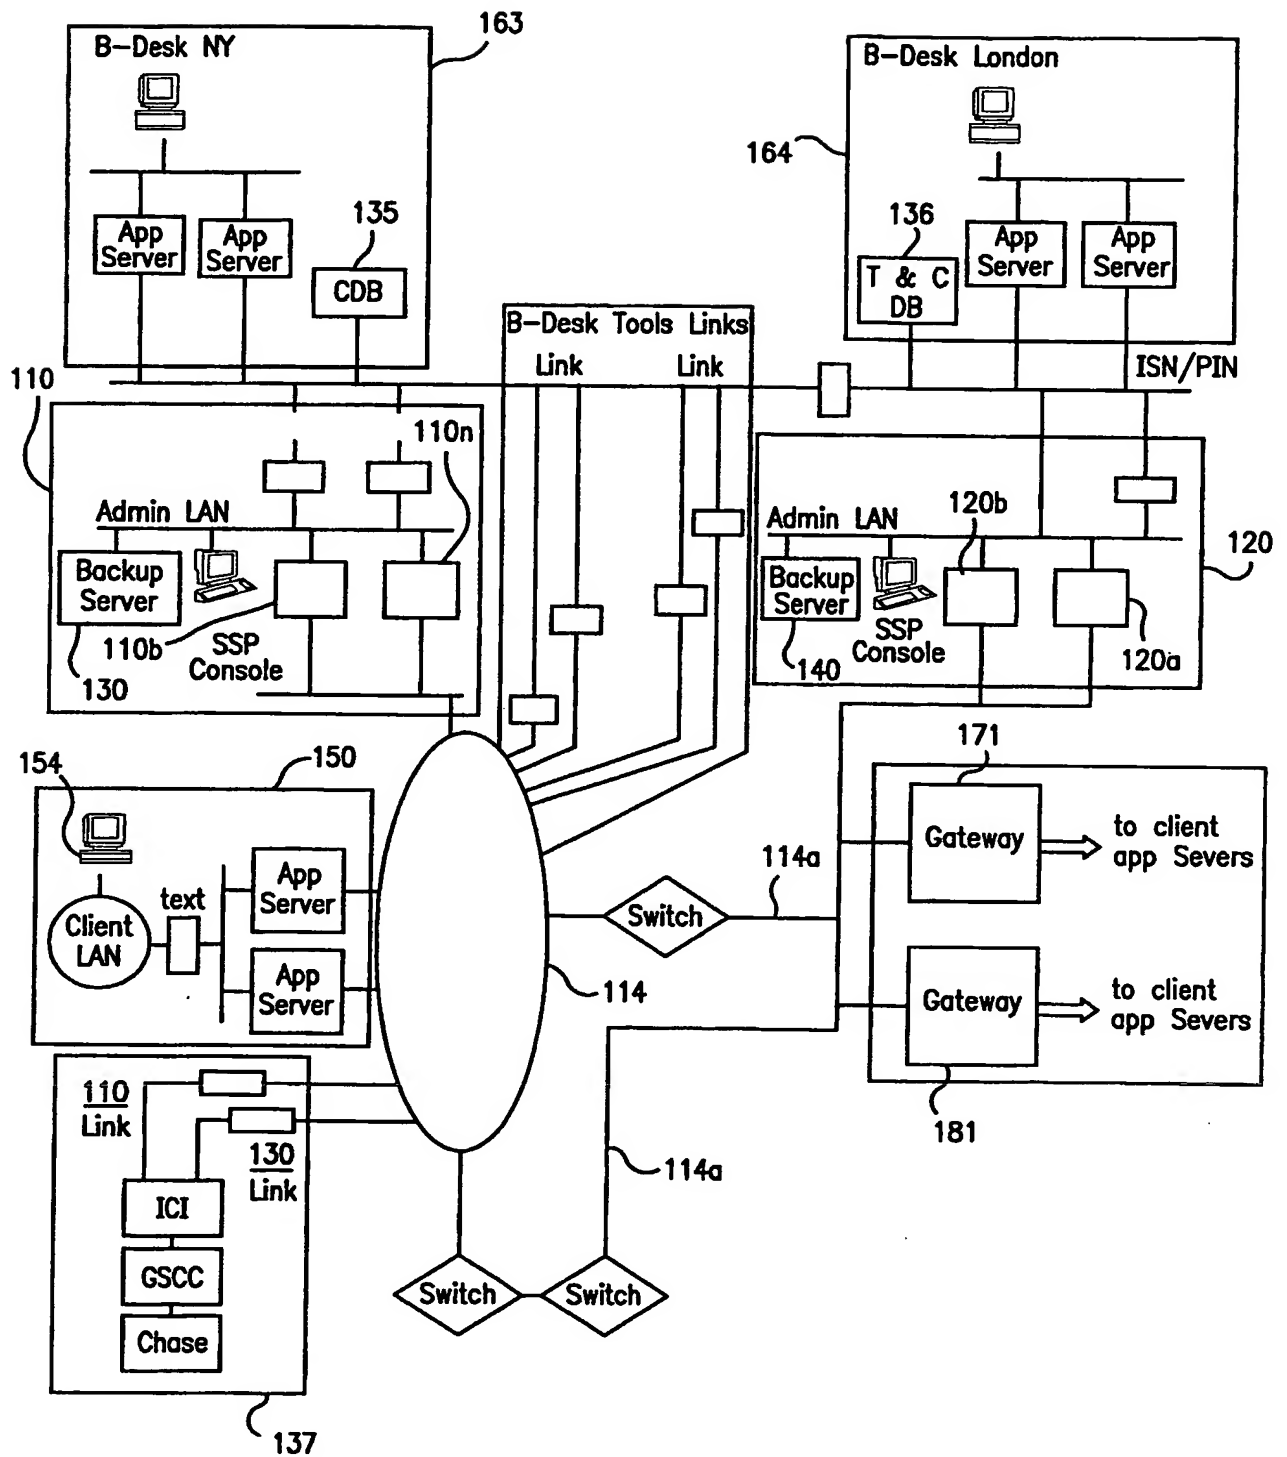 B-Desk NY
163
App
Server
App
Server
135
CDB
B-Desk London
164
136
T & C
DB
App
Server
App
Server
ISN/PIN
B-Desk Tools Links
Link
Link
110
110n
Admin LAN
Backup
Server
110b
SSP
Console
130
Admin LAN
120b
120
Backup
Server
SSP
Console
140
120a
154
150
text
Client
LAN
App
Server
App
Server
114
Switch
114a
171
Gateway
to client
app Severs
Gateway
to client
app Severs
181
110
Link
130
Link
ICI
GSCC
Chase
137
114a
Switch
Switch